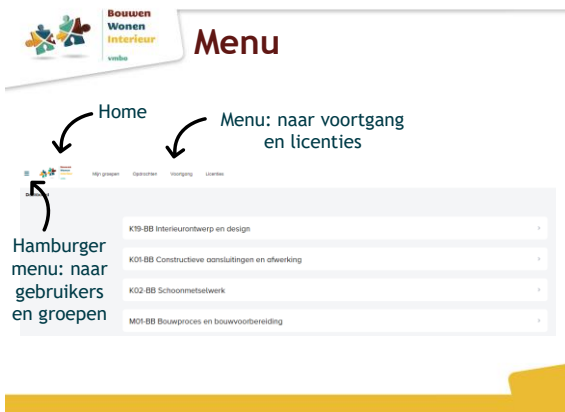 Bouwen
Wonen
Interieur
vmbo
Menu
Home
Menu: naar voortgang
en licenties
Mijn groepen Opdrachten Voortgang Licenties
Dashboard
Hamburger
menu: naar
gebruikers
en groepen
K19-BB Interieurontwerp en design
K01-BB Constructieve aansluitingen en afwerking
K02-BB Schoonmetselwerk
M01-BB Bouwproces en bouwvoorbereiding